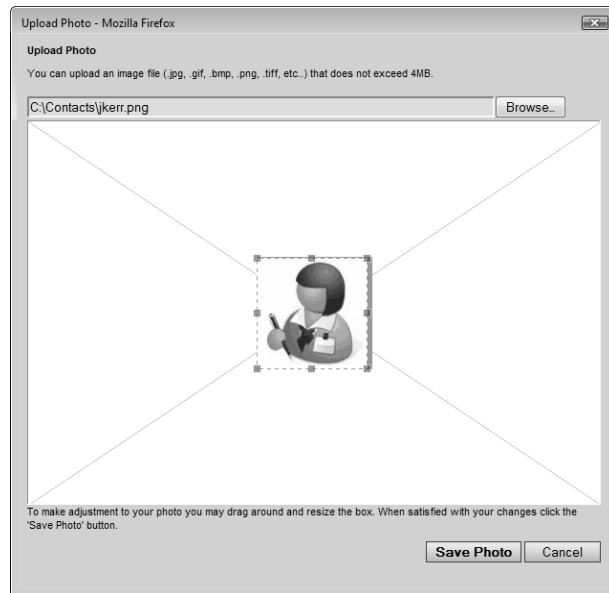 Upload Photo - Mozilla Firefox
Upload Photo
You can upload an image file (.jpg, .gif, .bmp, .png, .tiff, etc..) that does not exceed 4MB.
C:\Contacts\jkerr.png
Browse..
To make adjustment to your photo you may drag around and resize the box. When satisfied with your changes click the
'Save Photo' button.
Save Photo
Cancel